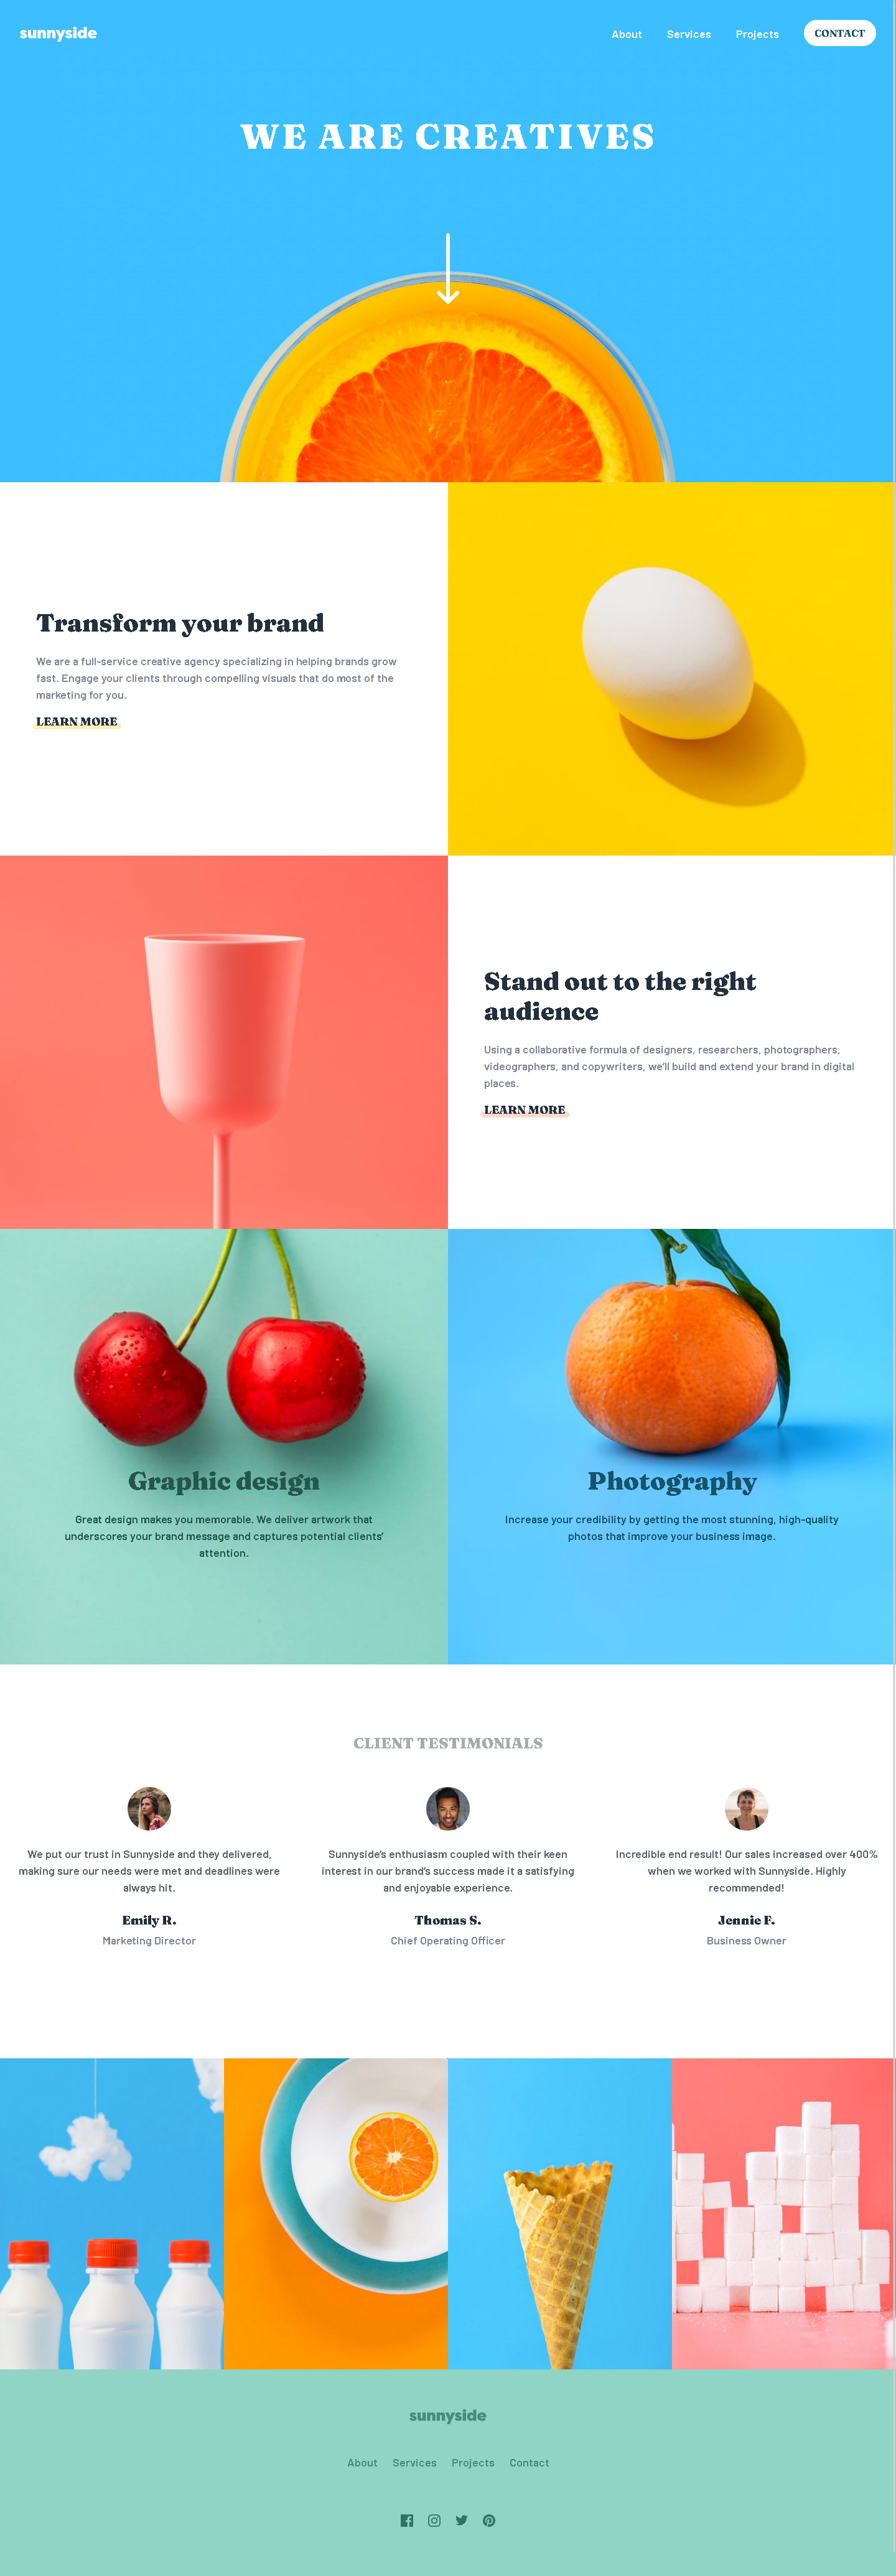 sunnyside
About Services Projects CONTACT
WE ARE CREATIVES
Transform your brand
We are a full-service creative agency specializing in helping brands grow
fast. Engage your clients through compelling visuals that do most of the
marketing for you.
LEARN MORE
Stand out to the right
audience
Using a collaborative formula of designers, researchers, photographers,
videographers, and copywriters, we’ll build and extend your brand in digital
places.
LEARN MORE
Graphic design
Great design makes you memorable. We deliver artwork that
underscores your brand message and captures potential clients’
attention.
Photography
Increase your credibility by getting the most stunning, high-quality
photos that improve your business image.
CLIENT TESTIMONIALS
We put our trust in Sunnyside and they delivered,
making sure our needs were met and deadlines were
always hit.
Emily R.
Marketing Director
Sunnyside’s enthusiasm coupled with their keen
interest in our brand’s success made it a satisfying
and enjoyable experience.
Thomas S.
Chief Operating Officer
Incredible end result! Our sales increased over 400%
when we worked with Sunnyside. Highly
recommended!
Jennie F.
Business Owner
sunnyside
About Services Projects Contact